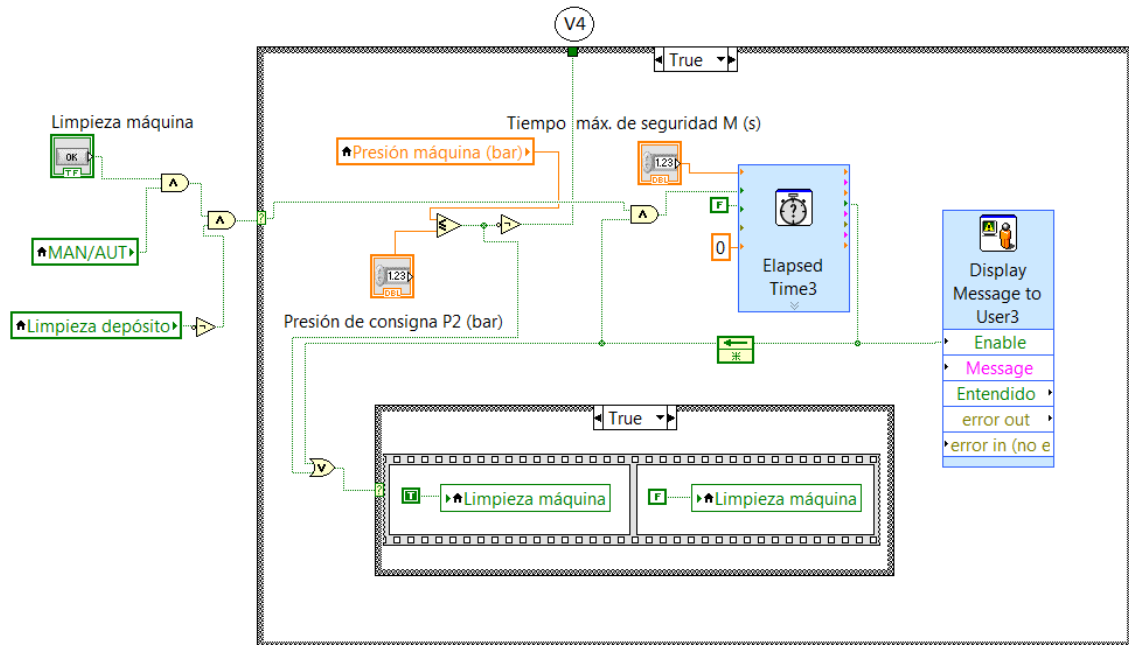 V4
True
Limpieza máquina
OK
TF
MAN/AUT
Limpieza depósito
Presión máquina (bar)
1.23
DBL
Presión de consigna P2 (bar)
Tiempo máx. de seguridad M (s)
1.23
DBL
F
0
Elapsed
Time3
Display
Message to
User3
Enable
Message
Entendido
error out
error in (no e
True
T
Limpieza máquina
F
Limpieza máquina